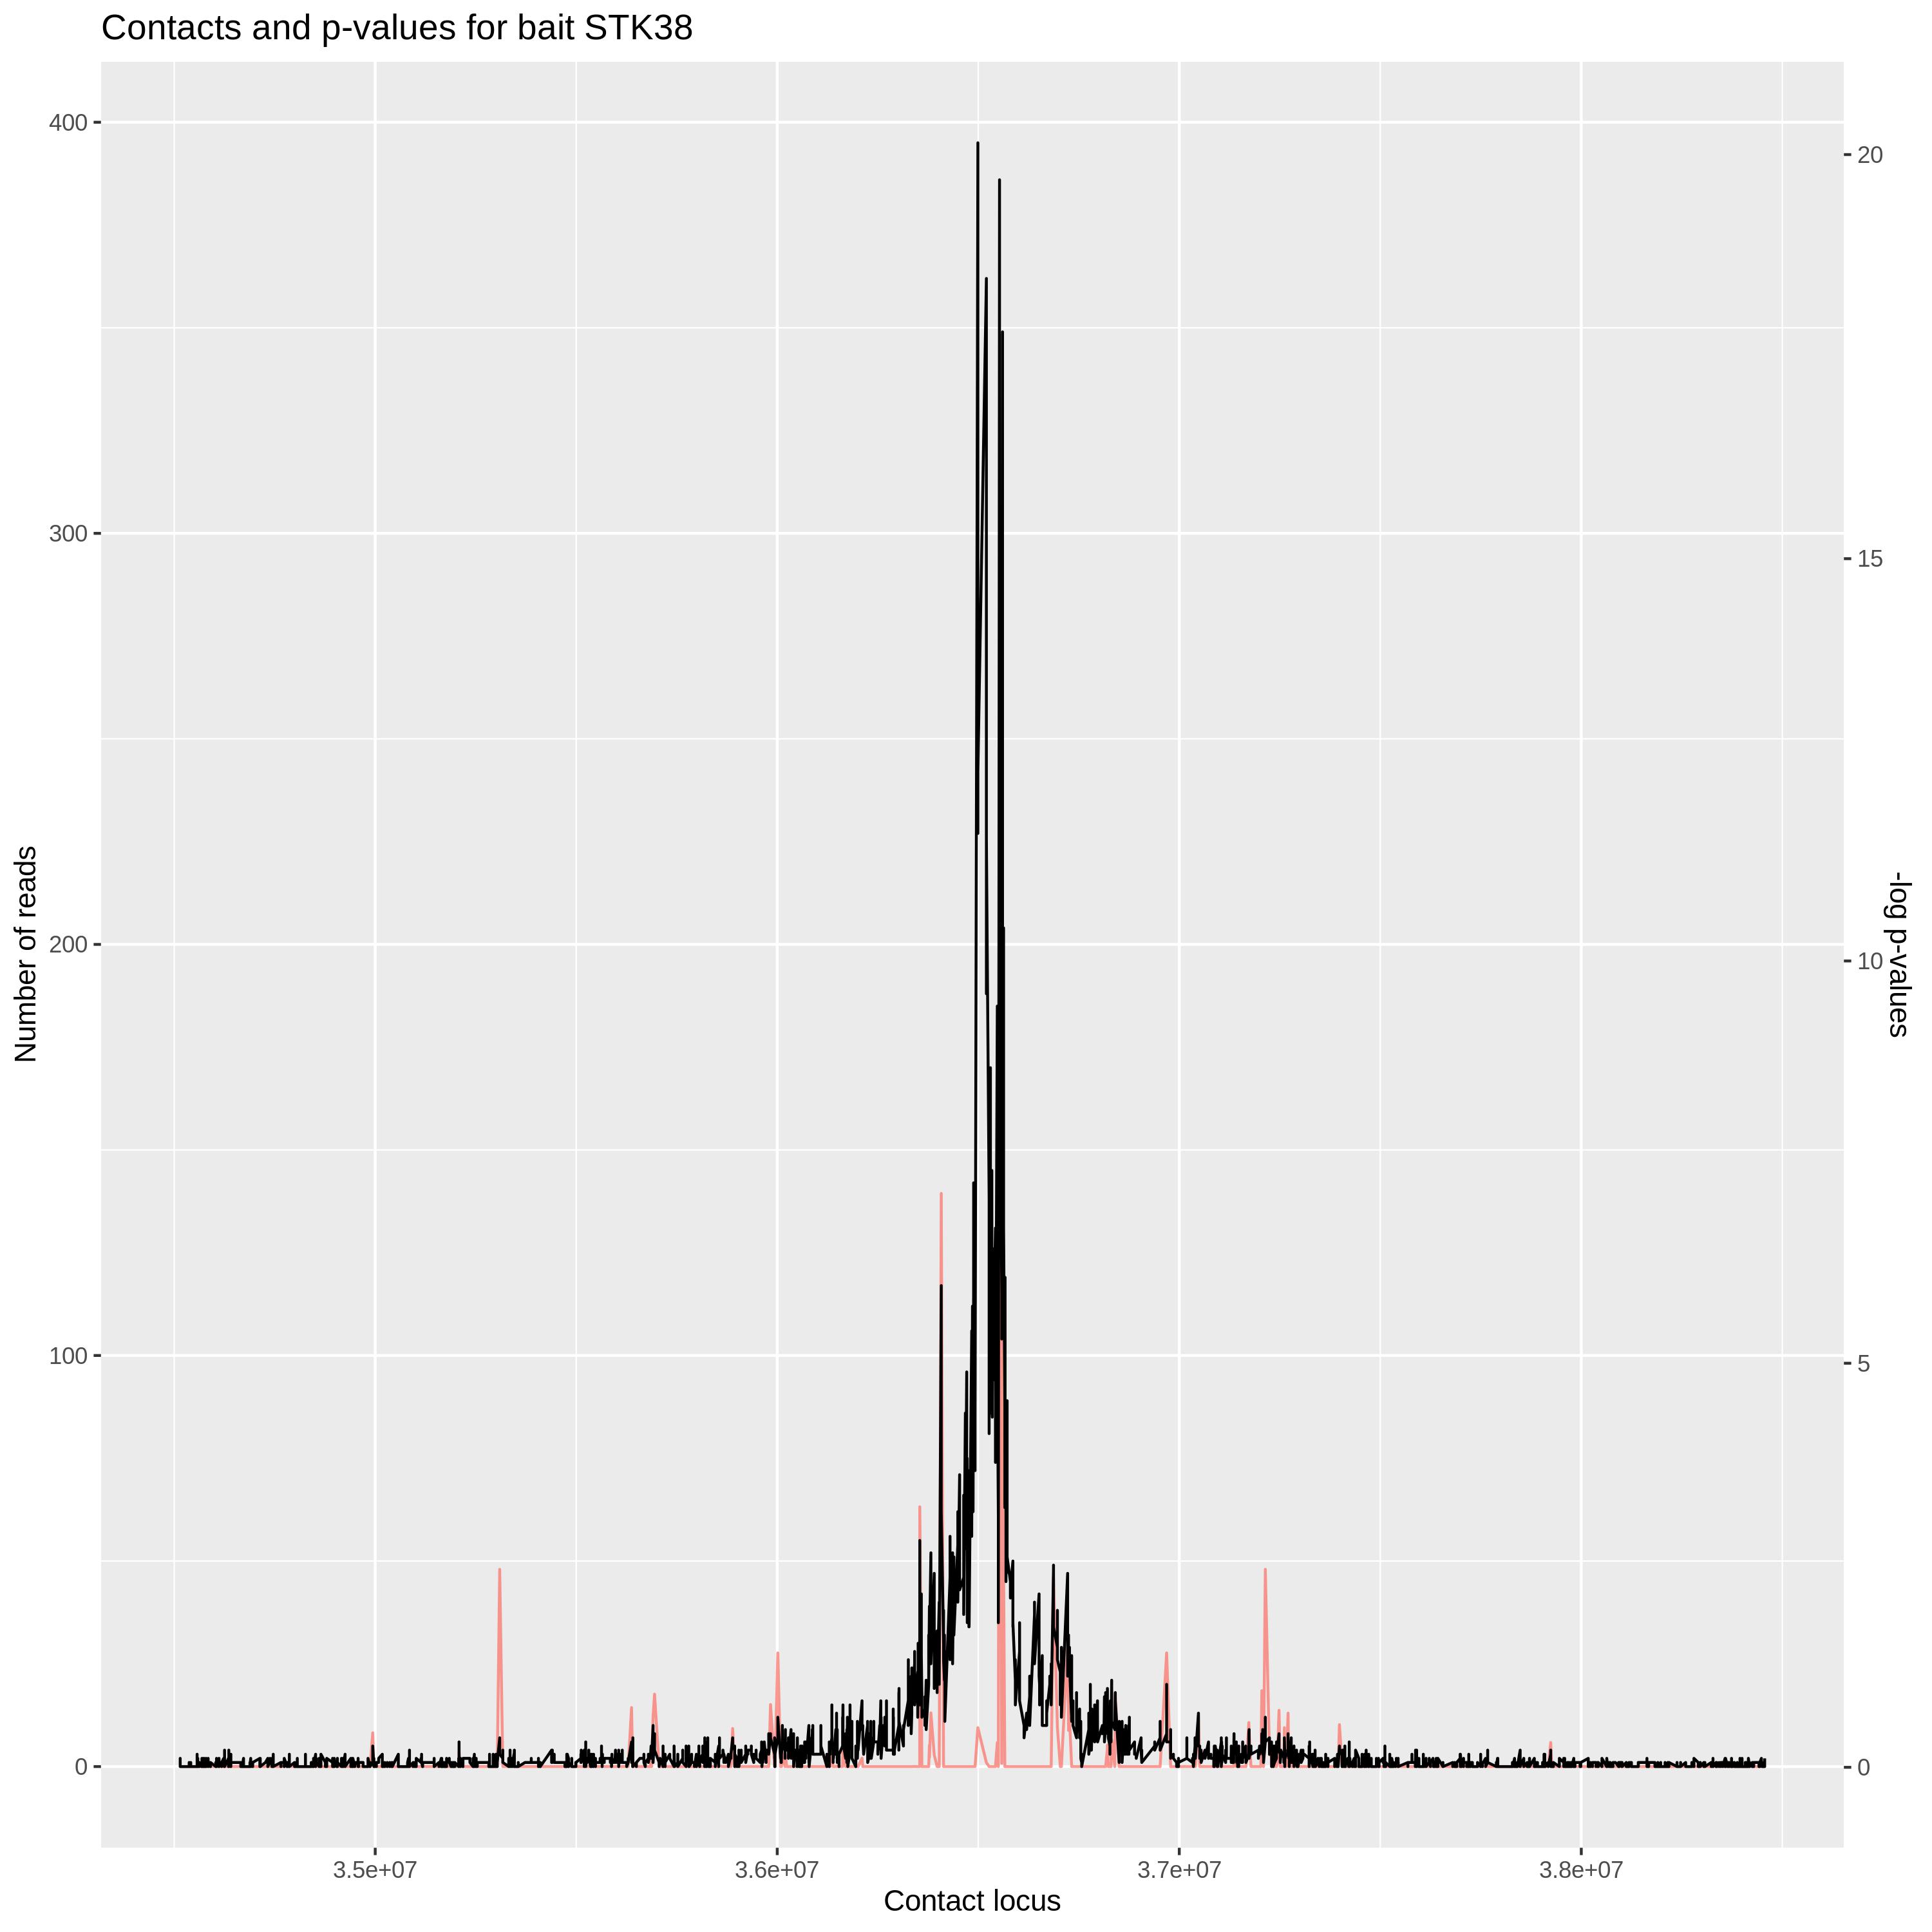 Contacts and p-values for bait STK38
400
300
200
100
0
20
15
10
5
0
Number of reads
-log p-values
3.5e+07
3.6e+07
3.7e+07
3.8e+07
Contact locus